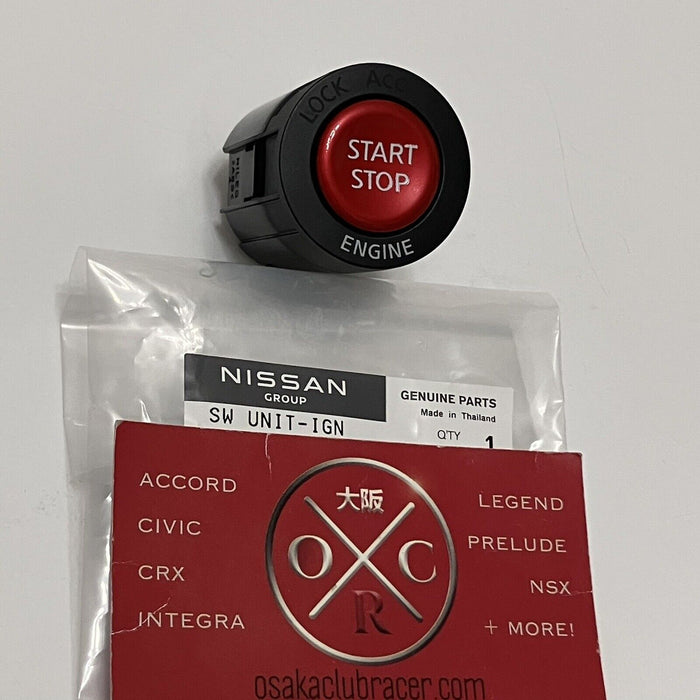 LOCK ACC
START
STOP
ENGINE
NISSAN
GROUP
GENUINE PARTS
Made in Thailand
SW UNIT-IGN
Q'TY 1
ACCORD
CIVIC
CRX
INTEGRA
大阪
O C
R
LEGEND
PRELUDE
NSX
+ MORE!
osakaclubracer.com